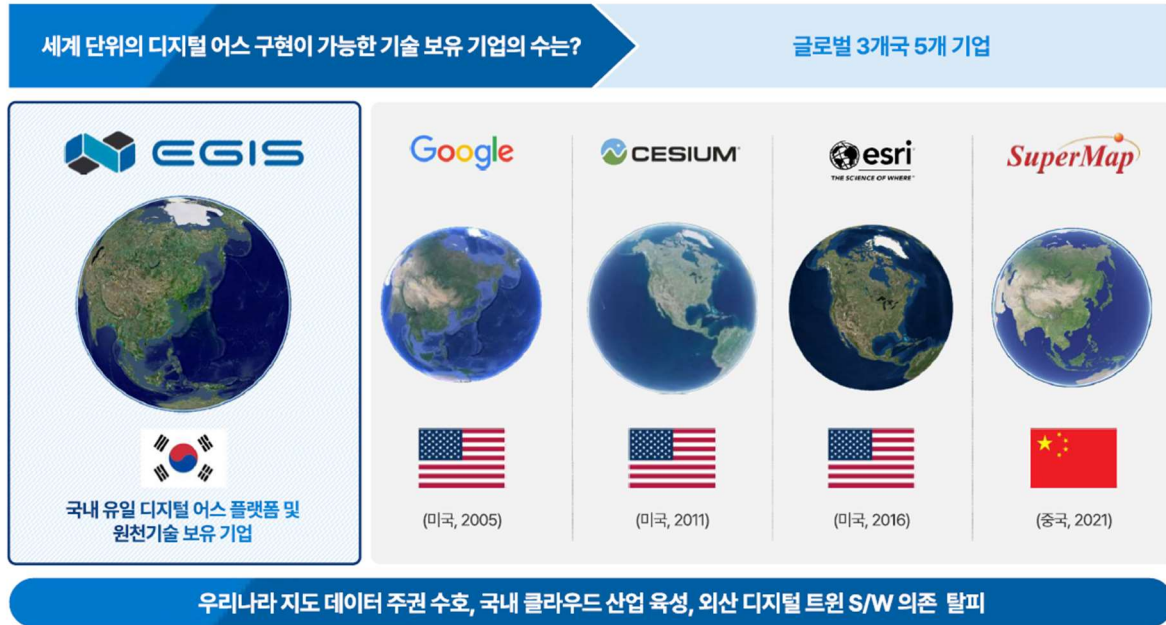 세계 단위의 디지털 어스 구현이 가능한 기술 보유 기업의 수는?
글로벌 3개국 5개 기업
EGIS
국내 유일 디지털 어스 플랫폼 및
원천기술 보유 기업
Google
(미국, 2005)
CESIUM
(미국, 2011)
esri
THE SCIENCE OF WHERE™
(미국, 2016)
SuperMap
(중국, 2021)
우리나라 지도 데이터 주권 수호, 국내 클라우드 산업 육성, 외산 디지털 트윈 S/W 의존 탈피